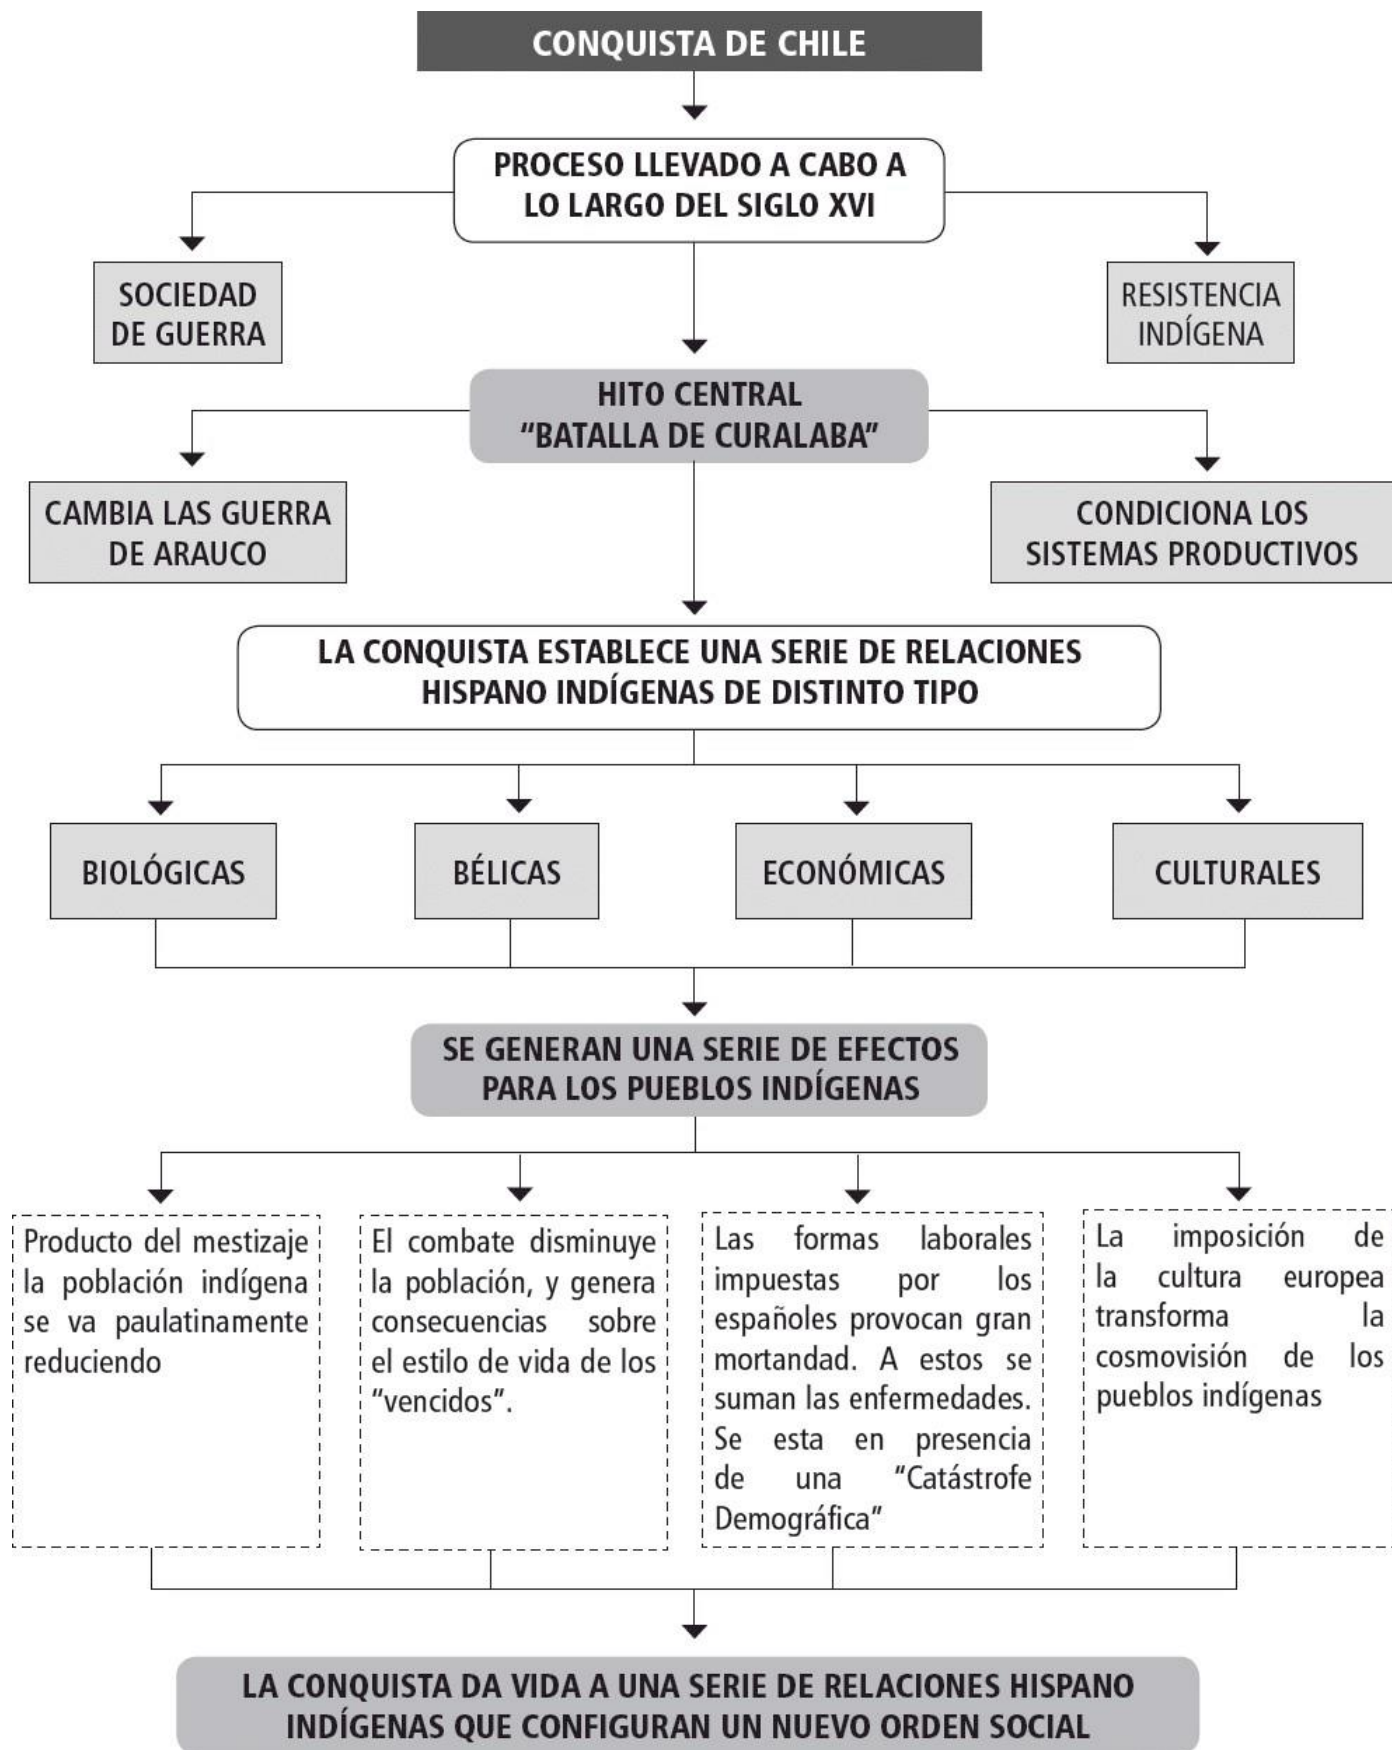 CONQUISTA DE CHILE
PROCESO LLEVADO A CABO A
LO LARGO DEL SIGLO XVI
SOCIEDAD
DE GUERRA
RESISTENCIA
INDÍGENA
HITO CENTRAL
“BATALLA DE CURALABA”
CAMBIA LAS GUERRA
DE ARAUCO
CONDICIONA LOS
SISTEMAS PRODUCTIVOS
LA CONQUISTA ESTABLECE UNA SERIE DE RELACIONES
HISPANO INDÍGENAS DE DISTINTO TIPO
BIOLÓGICAS
BÉLICAS
ECONÓMICAS
CULTURALES
SE GENERAN UNA SERIE DE EFECTOS
PARA LOS PUEBLOS INDÍGENAS
Producto del mestizaje
la población indígena
se va paulatinamente
reduciendo
El combate disminuye
la población, y genera
consecuencias sobre
el estilo de vida de los
“vencidos”.
Las formas laborales
impuestas por los
españoles provocan gran
mortandad. A estos se
suman las enfermedades.
Se esta en presencia
de una “Catástrofe
Demográfica”
La imposición de
la cultura europea
transforma la
cosmovisión de los
pueblos indígenas
LA CONQUISTA DA VIDA A UNA SERIE DE RELACIONES HISPANO
INDÍGENAS QUE CONFIGURAN UN NUEVO ORDEN SOCIAL